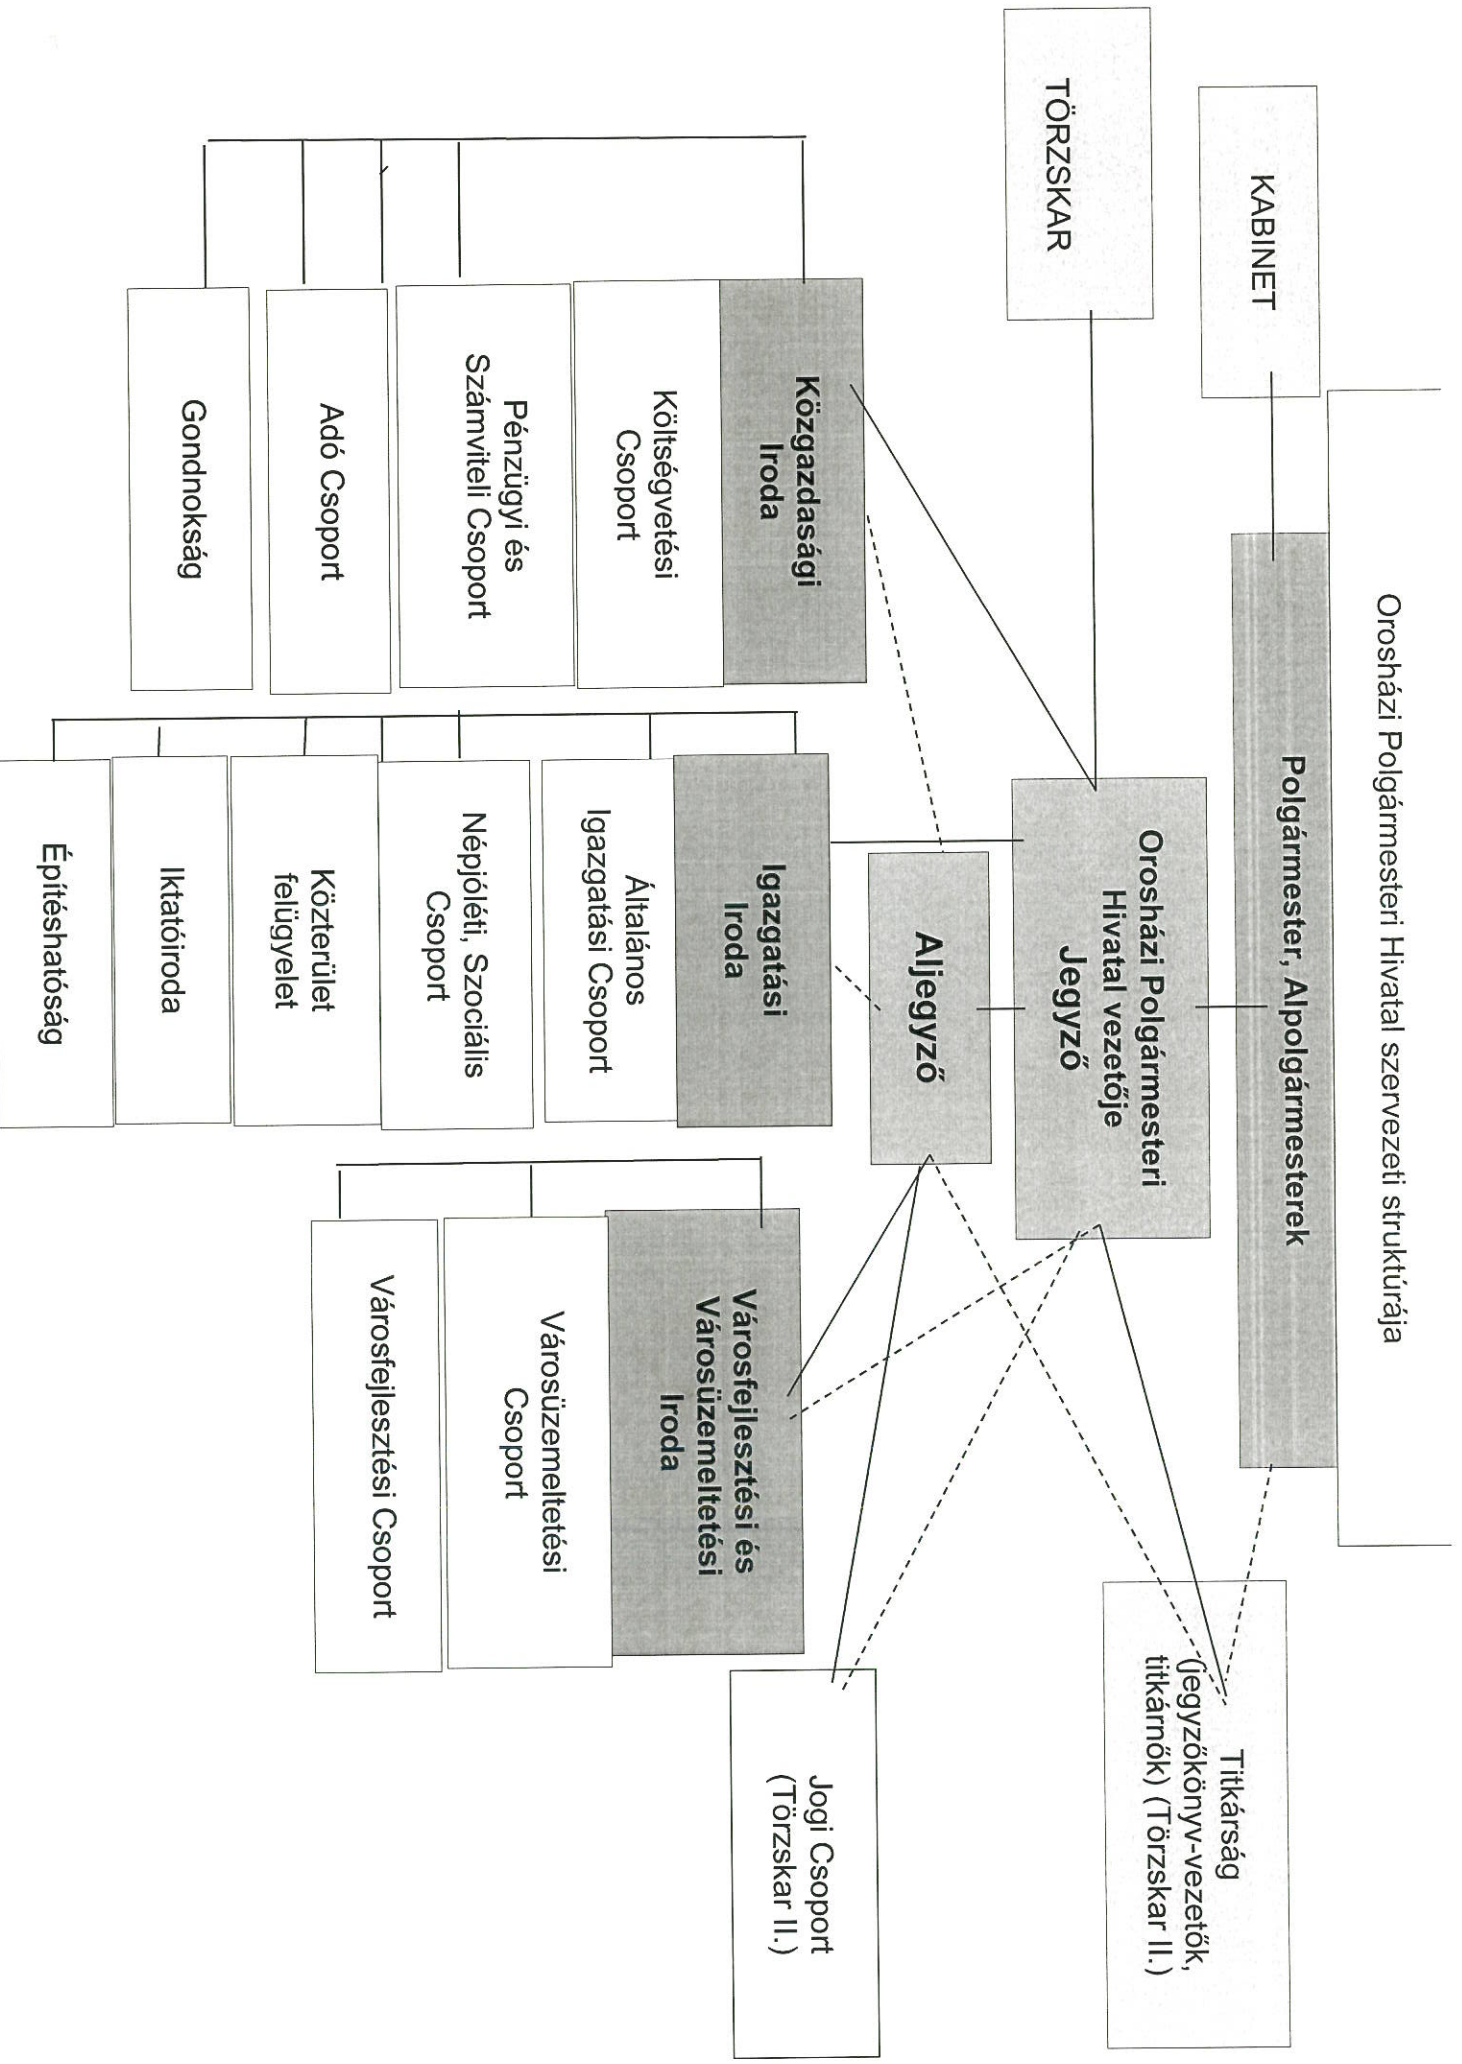 Orosházi Polgármesteri Hivatal szervezeti struktúrája
KABINET
Polgármester, Alpolgármesterek
TÖRZSKAR
Orosházi Polgármesteri
Hivatal vezetője
Jegyző
Titkárság
(jegyzőkönyv-vezetők,
titkárnők) (Törzskar II.)
Aljegyző
Jogi Csoport
(Törzskar II.)
Közgazdasági
Iroda
Költségvetési
Csoport
Pénzügyi és
Számviteli Csoport
Adó Csoport
Gondnokság
Igazgatási
Iroda
Általános
Igazgatási Csoport
Népjóléti, Szociális
Csoport
Közterület
felügyelet
Iktatóiroda
Építéshatóság
Városfejlesztési és
Városüzemeltetési
Iroda
Városüzemeltetési
Csoport
Városfejlesztési Csoport